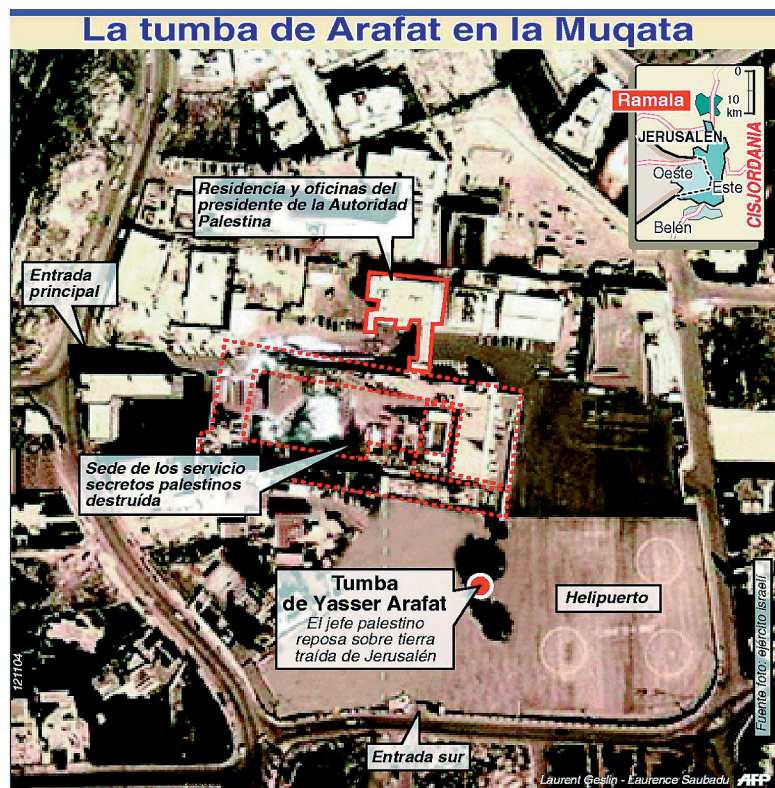 La tumba de Arafat en la Muqata
0
10
km
Ramala
JERUSALÉN
Oeste
Este
Belén
CISJORDANIA
Residencia y oficinas del
presidente de la Autoridad
Palestina
Entrada
principal
Sede de los servicio
secretos palestinos
destruída
Tumba
de Yasser Arafat
El jefe palestino
reposa sobre tierra
traída de Jerusalén
Helipuerto
Entrada sur
121104
Fuente foto: ejército israelí
Laurent Geslin - Laurence Saubadu AFP